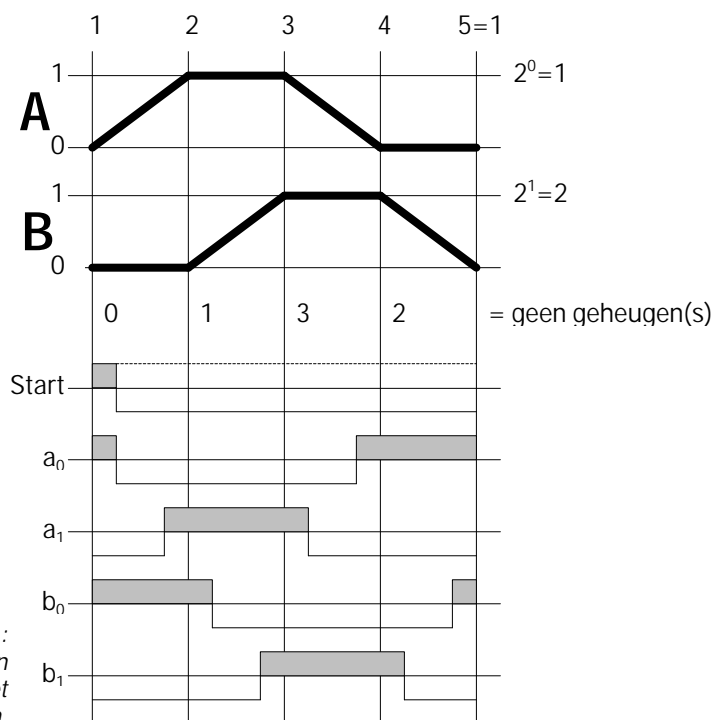 1 2 3 4 5=1
1 2⁰=1
A
0
1 2¹=2
B
0
0 1 3 2 = geen geheugen(s)
Start
a₀
a₁
b₀
:
b₁